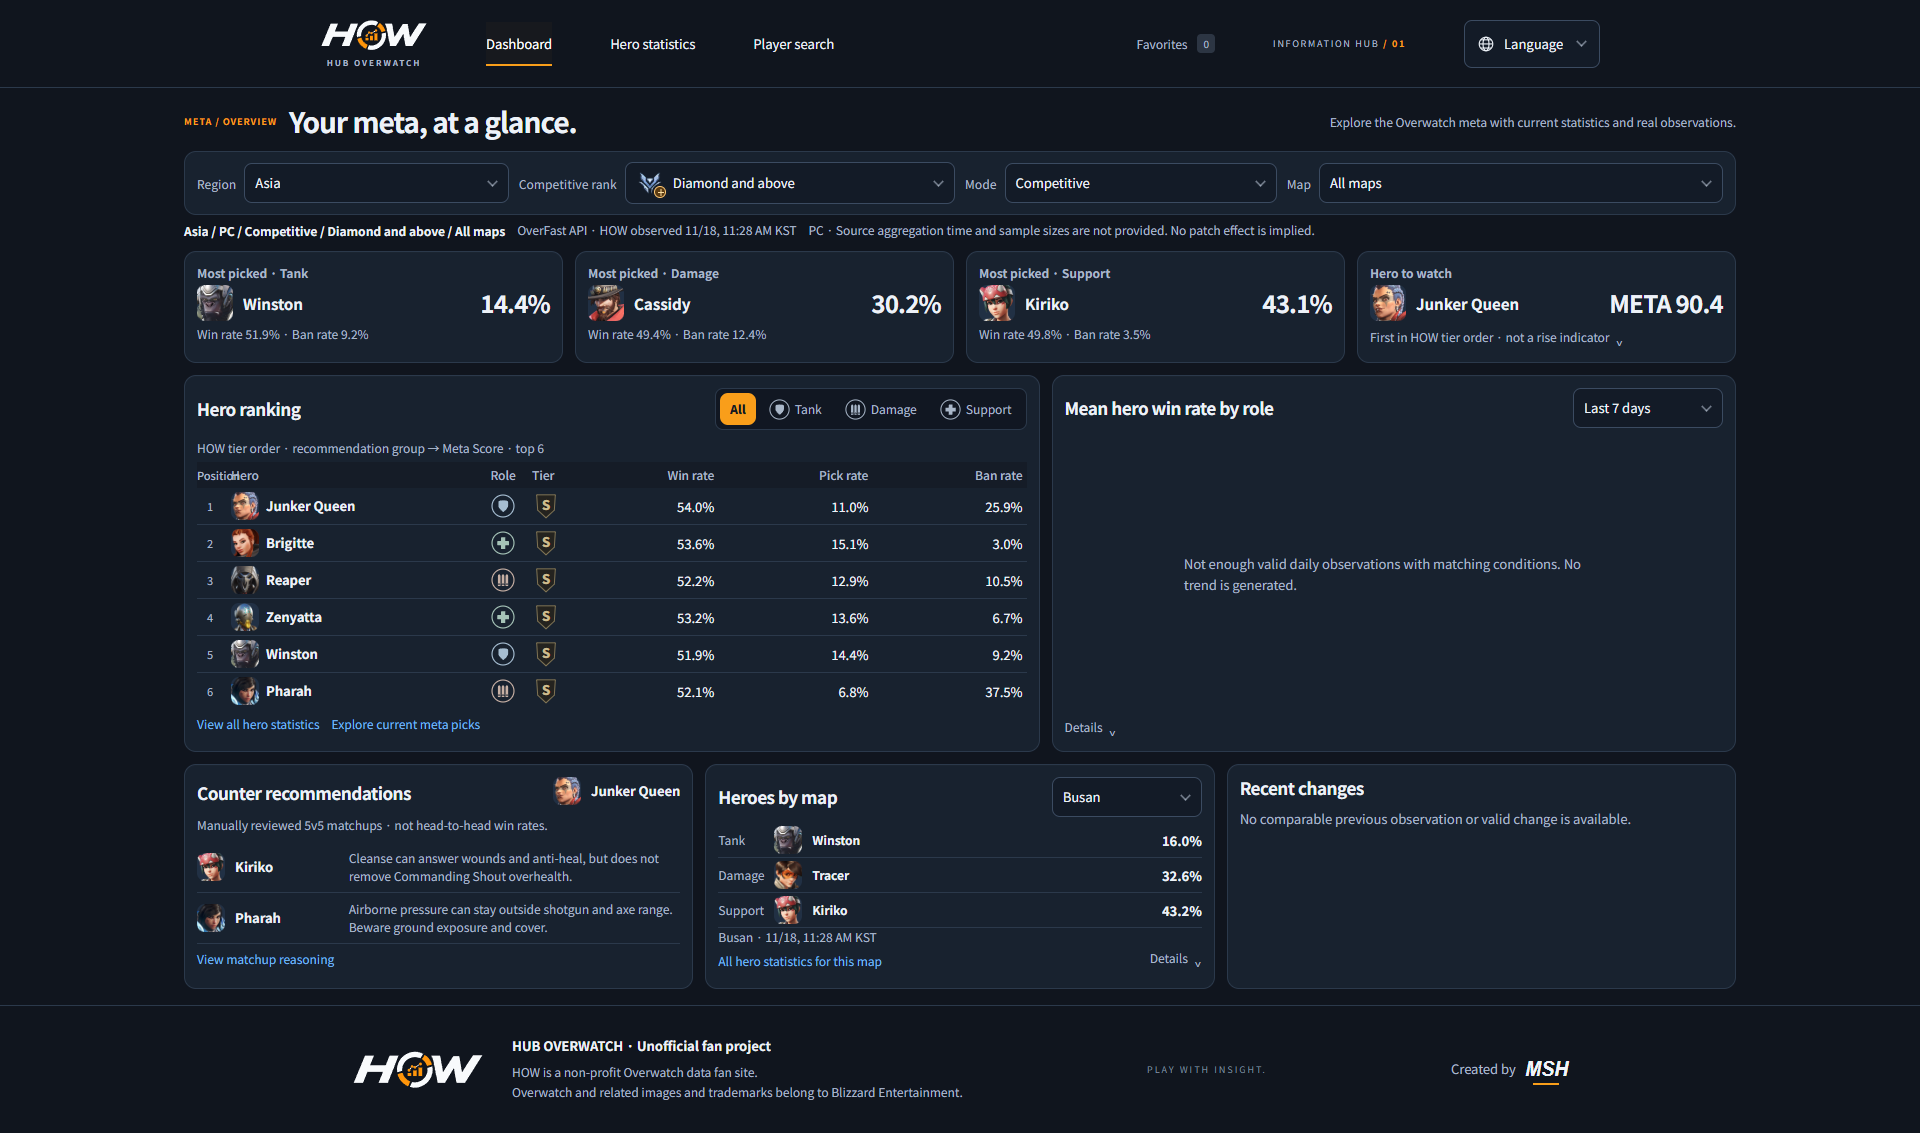 HOW
HUB OVERWATCH
Dashboard
Hero statistics
Player search
Favorites 0
INFORMATION HUB / 01
Language
META / OVERVIEW
Your meta, at a glance.
Explore the Overwatch meta with current statistics and real observations.
Region Asia
Competitive rank Diamond and above
Mode Competitive
Map All maps
Asia / PC / Competitive / Diamond and above / All maps OverFast API · HOW observed 11/18, 11:28 AM KST PC · Source aggregation time and sample sizes are not provided. No patch effect is implied.
Most picked · Tank
Winston 14.4%
Win rate 51.9% · Ban rate 9.2%
Most picked · Damage
Cassidy 30.2%
Win rate 49.4% · Ban rate 12.4%
Most picked · Support
Kiriko 43.1%
Win rate 49.8% · Ban rate 3.5%
Hero to watch
Junker Queen META 90.4
First in HOW tier order · not a rise indicator
Hero ranking
All Tank Damage Support
HOW tier order · recommendation group → Meta Score · top 6
Position Hero Role Tier Win rate Pick rate Ban rate
1 Junker Queen S 54.0% 11.0% 25.9%
2 Brigitte S 53.6% 15.1% 3.0%
3 Reaper S 52.2% 12.9% 10.5%
4 Zenyatta S 53.2% 13.6% 6.7%
5 Winston S 51.9% 14.4% 9.2%
6 Pharah S 52.1% 6.8% 37.5%
View all hero statistics Explore current meta picks
Mean hero win rate by role
Last 7 days
Not enough valid daily observations with matching conditions. No
trend is generated.
Details
Counter recommendations
Junker Queen
Manually reviewed 5v5 matchups · not head-to-head win rates.
Kiriko
Cleanse can answer wounds and anti-heal, but does not
remove Commanding Shout overhealth.
Pharah
Airborne pressure can stay outside shotgun and axe range.
Beware ground exposure and cover.
View matchup reasoning
Heroes by map
Busan
Tank Winston 16.0%
Damage Tracer 32.6%
Support Kiriko 43.2%
Busan · 11/18, 11:28 AM KST
All hero statistics for this map
Details
Recent changes
No comparable previous observation or valid change is available.
HOW
HUB OVERWATCH · Unofficial fan project
HOW is a non-profit Overwatch data fan site.
Overwatch and related images and trademarks belong to Blizzard Entertainment.
PLAY WITH INSIGHT.
Created by MSH